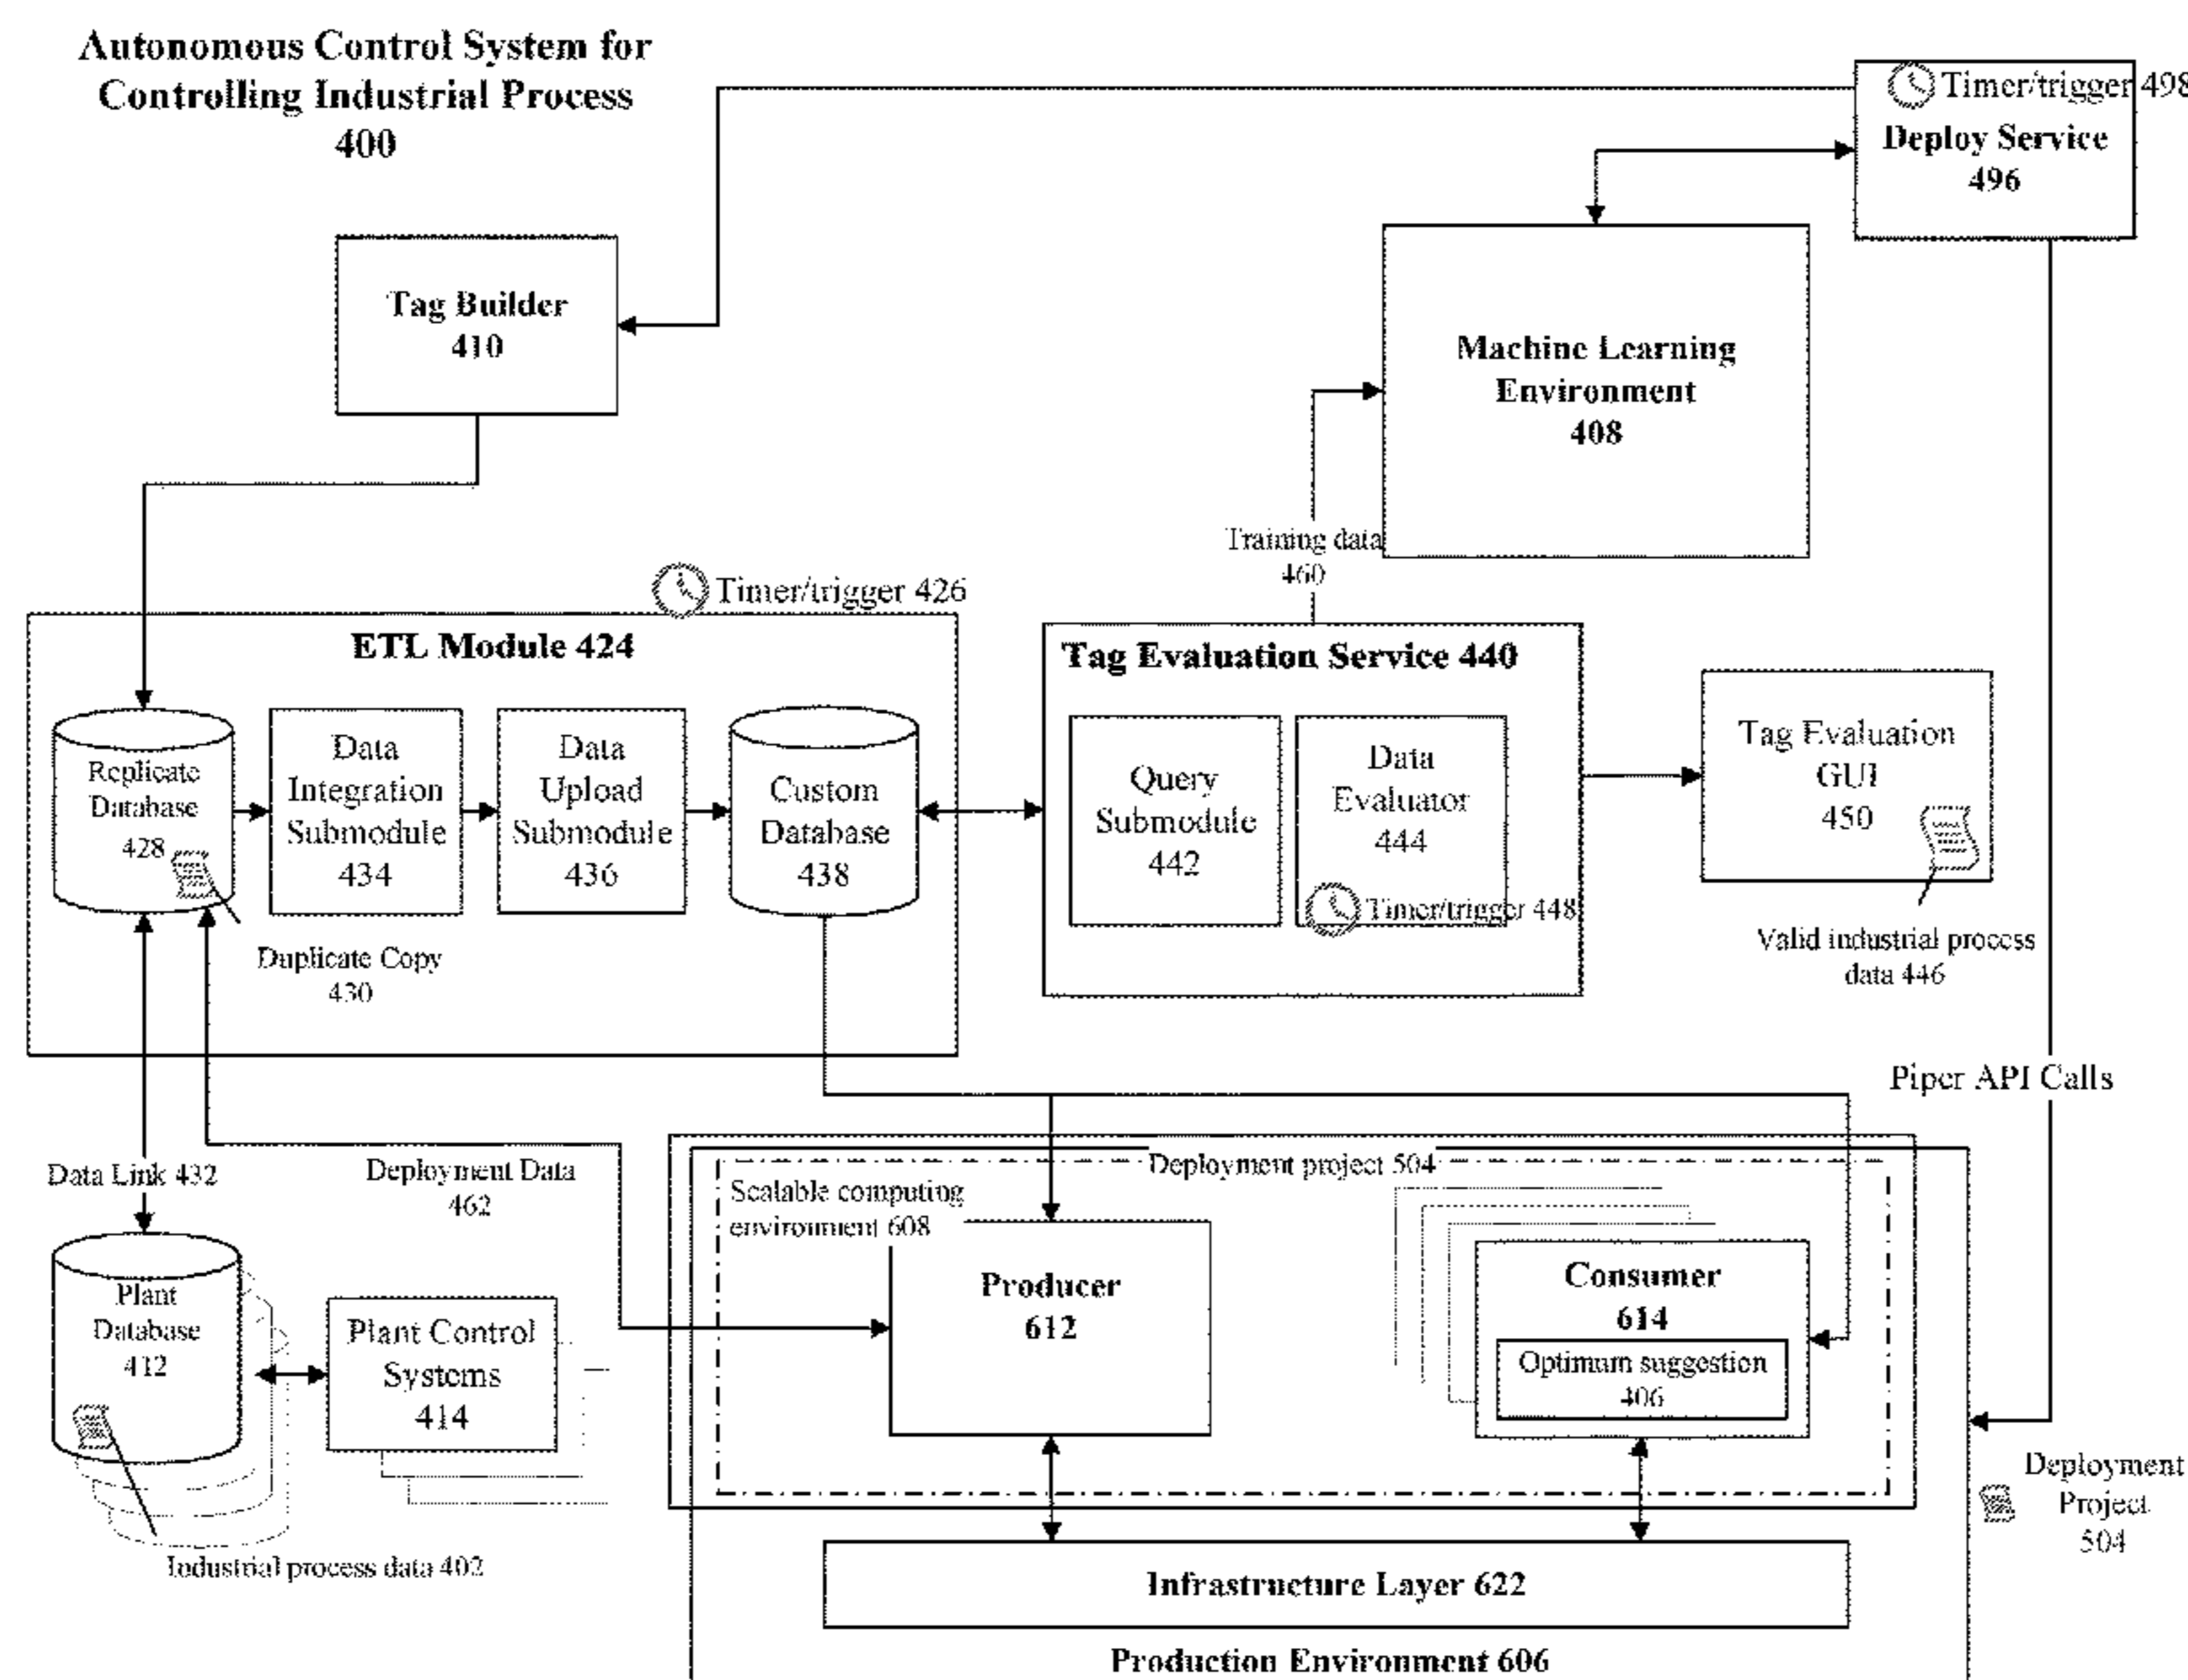 Autonomous Control System for
Controlling Industrial Process
400
Timer/trigger 498
Deploy Service
496
Tag Builder
410
Machine Learning
Environment
408
Training data
460
Timer/trigger 426
ETL Module 424
Replicate
Database
428
Data
Integration
Submodule
434
Data
Upload
Submodule
436
Custom
Database
438
Duplicate Copy
430
Tag Evaluation Service 440
Query
Submodule
442
Data
Evaluator
444
Timer/trigger 448
Tag Evaluation
GUI
450
Valid industrial process
data 446
Piper API Calls
Data Link 432
Deployment Data
462
Plant
Database
412
Plant Control
Systems
414
Industrial process data 402
Deployment project 504
Scalable computing
environment 608
Producer
612
Consumer
614
Optimum suggestion
406
Deployment
Project
504
Infrastructure Layer 622
Production Environment 606